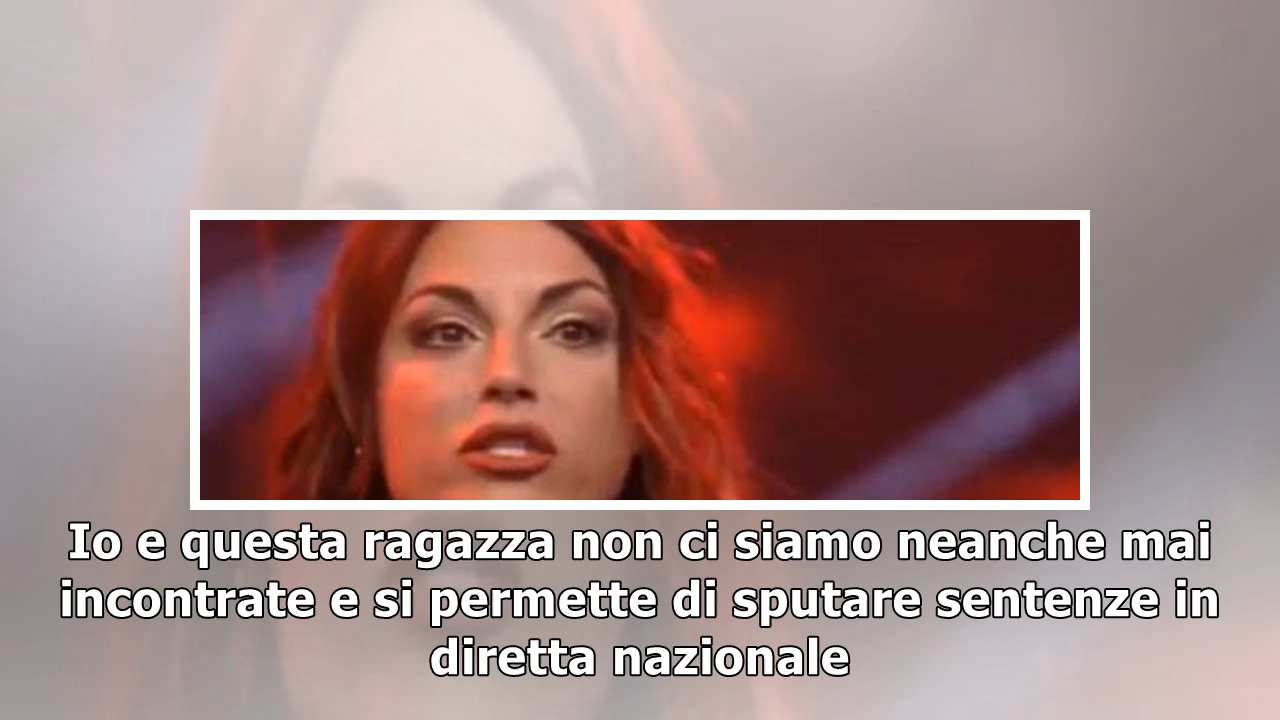 Io e questa ragazza non ci siamo neanche mai
incontrate e si permette di sputare sentenze in
diretta nazionale